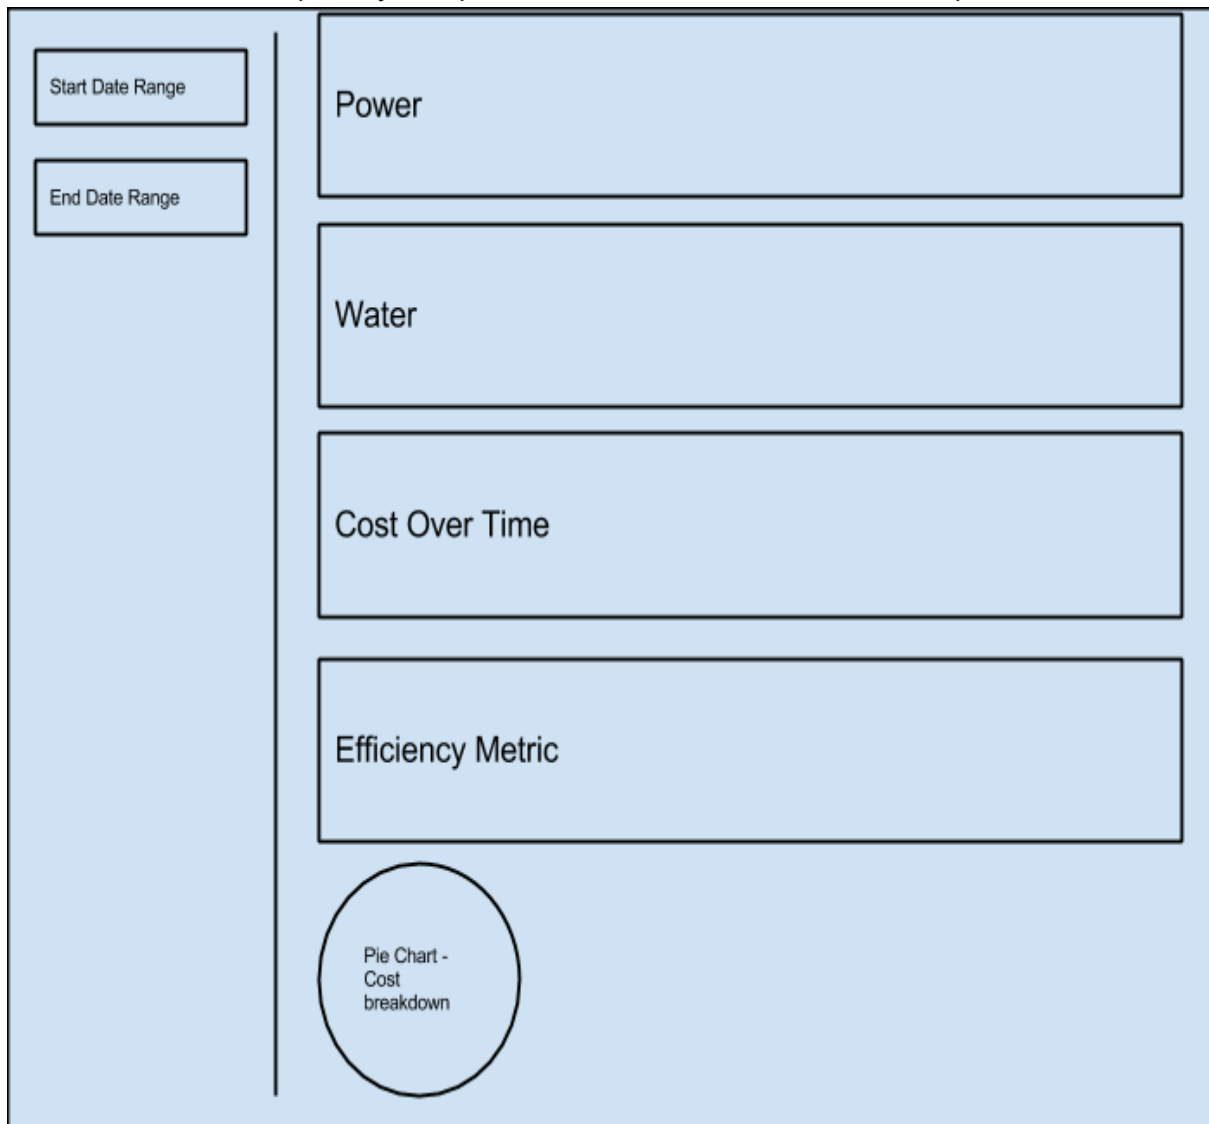 Start Date Range
End Date Range
Power
Water
Cost Over Time
Efficiency Metric
Pie Chart -
Cost
breakdown